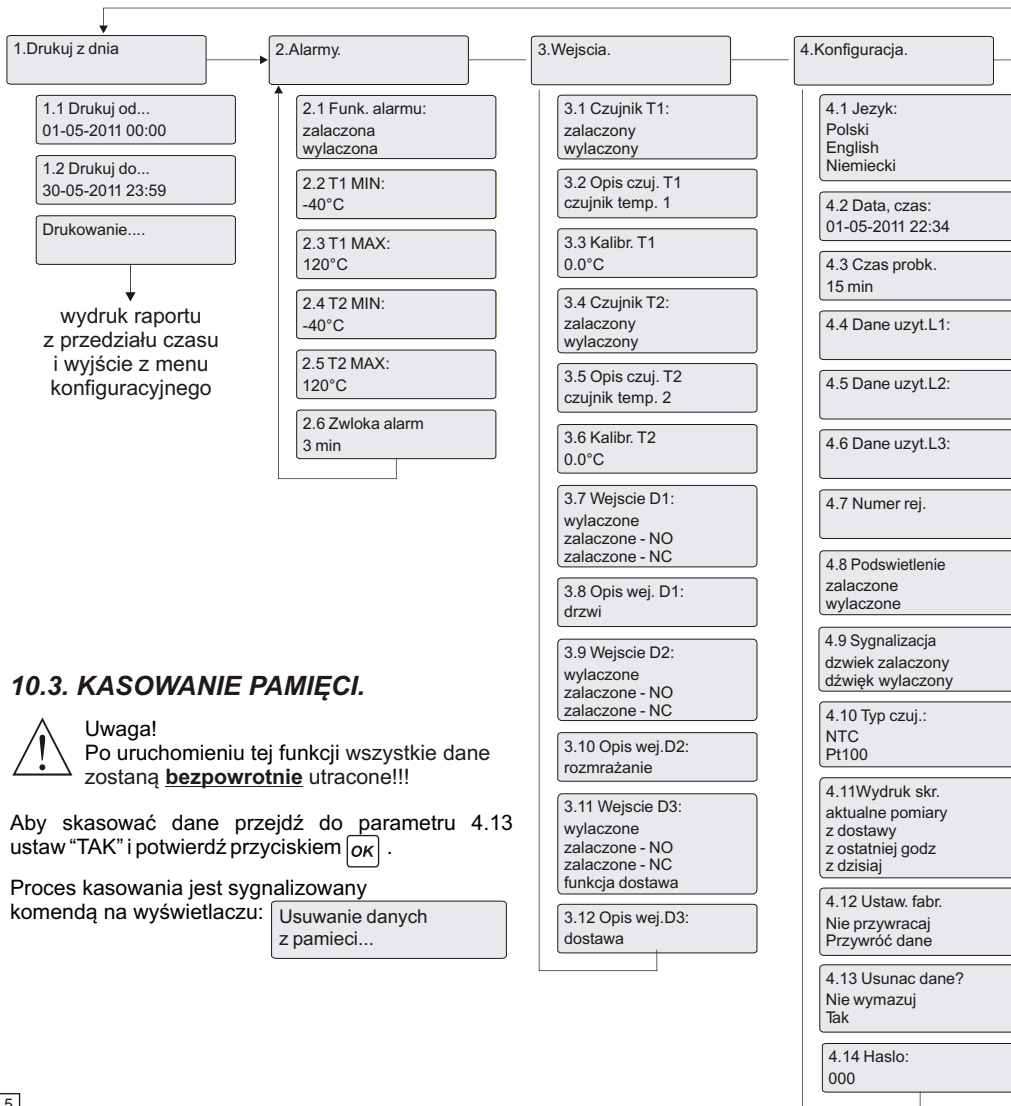 1.Drukuj z dnia
1.1 Drukuj od...
01-05-2011 00:00
1.2 Drukuj do...
30-05-2011 23:59
Drukowanie....
wydruk raportu
z przedziału czasu
i wyjście z menu
konfiguracyjnego
2.Alarmy.
2.1 Funk. alarmu:
zalaczona
wylaczona
2.2 T1 MIN:
-40°C
2.3 T1 MAX:
120°C
2.4 T2 MIN:
-40°C
2.5 T2 MAX:
120°C
2.6 Zwloka alarm
3 min
3.Wejscia.
3.1 Czujnik T1:
zalaczony
wylaczony
3.2 Opis czuj. T1
czujnik temp. 1
3.3 Kalibr. T1
0.0°C
3.4 Czujnik T2:
zalaczony
wylaczony
3.5 Opis czuj. T2
czujnik temp. 2
3.6 Kalibr. T2
0.0°C
3.7 Wejscie D1:
wylaczone
zalaczone - NO
zalaczone - NC
3.8 Opis wej. D1:
drzwi
3.9 Wejscie D2:
wylaczone
zalaczone - NO
zalaczone - NC
3.10 Opis wej.D2:
rozmrażanie
3.11 Wejscie D3:
wylaczone
zalaczone - NO
zalaczone - NC
funkcja dostawa
3.12 Opis wej.D3:
dostawa
4.Konfiguracja.
4.1 Jezyk:
Polski
English
Niemiecki
4.2 Data, czas:
01-05-2011 22:34
4.3 Czas probk.
15 min
4.4 Dane uzyt.L1:
4.5 Dane uzyt.L2:
4.6 Dane uzyt.L3:
4.7 Numer rej.
4.8 Podswietlenie
zalaczone
wylaczone
4.9 Sygnalizacja
dzwiek zalaczony
dźwięk wylaczony
4.10 Typ czuj.:
NTC
Pt100
4.11Wydruk skr.
aktualne pomiary
z dostawy
z ostatniej godz
z dzisiaj
4.12 Ustaw. fabr.
Nie przywracaj
Przywróć dane
4.13 Usunac dane?
Nie wymazuj
Tak
4.14 Haslo:
000
10.3. KASOWANIE PAMIĘCI.
Uwaga!
Po uruchomieniu tej funkcji wszystkie dane
zostaną bezpowrotnie utracone!!!
Aby skasować dane przejdź do parametru 4.13
ustaw “TAK” i potwierdź przyciskiem OK .
Proces kasowania jest sygnalizowany
komendą na wyświetlaczu:
Usuwanie danych
z pamieci...
5